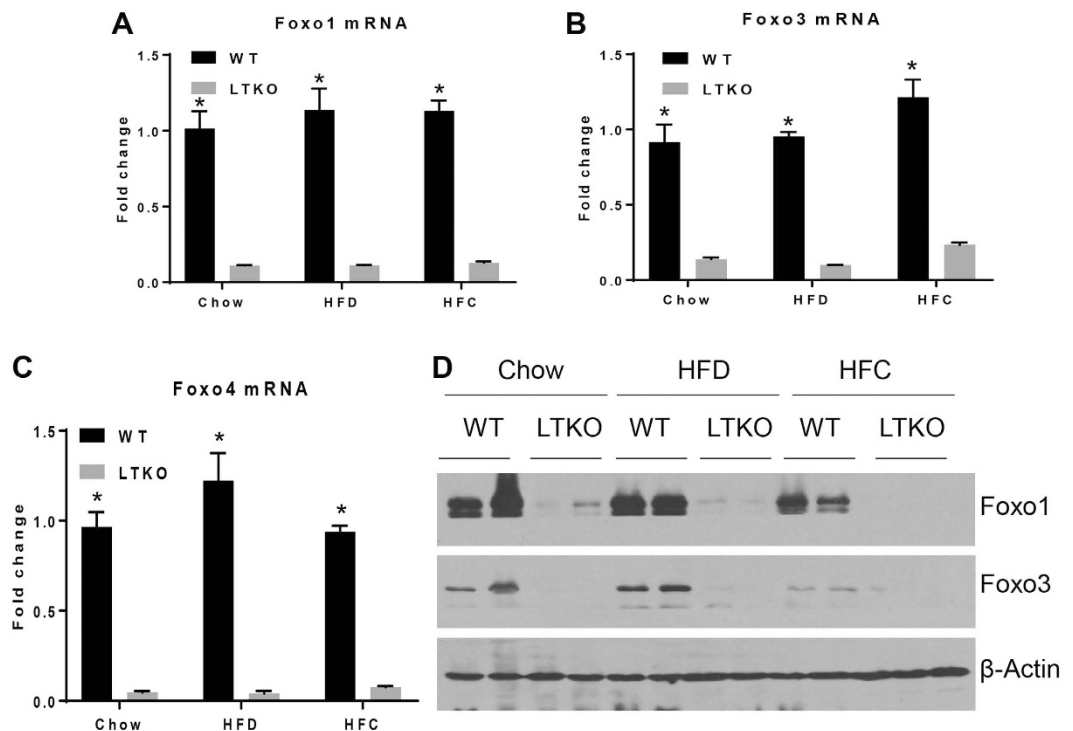 A
Foxo1 mRNA
WT
LTKO
Fold change
1.5
1.0
0.5
0.0
* * *
Chow HFD HFC
B
Foxo3 mRNA
WT
LTKO
Fold change
1.5
1.0
0.5
0.0
* * *
Chow HFD HFC
C
Foxo4 mRNA
WT
LTKO
Fold change
1.5
1.0
0.5
0.0
* * *
Chow HFD HFC
D
Chow HFD HFC
WT LTKO WT LTKO WT LTKO
Foxo1
Foxo3
β-Actin